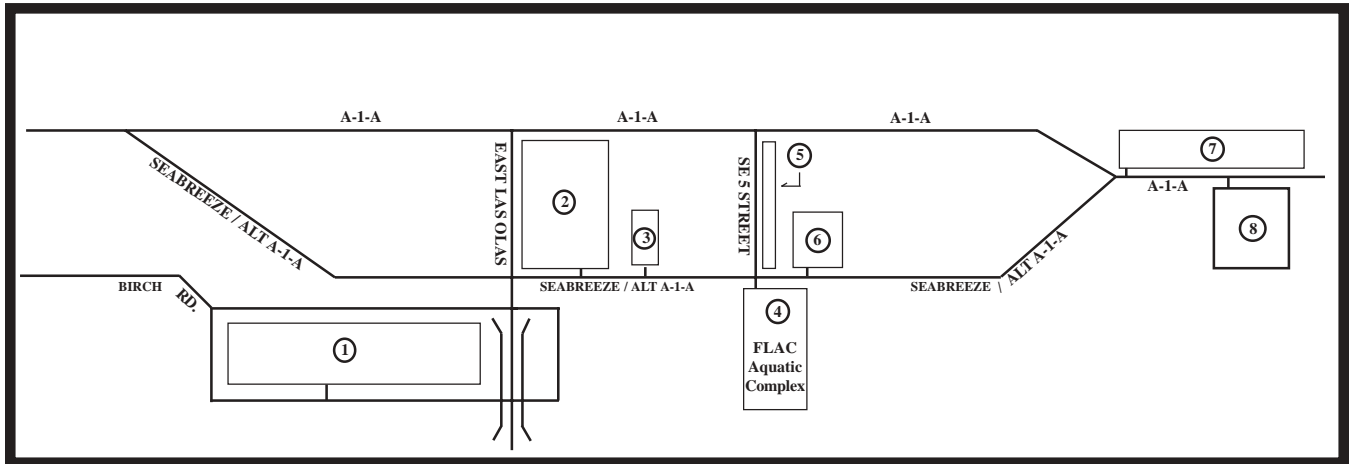 A-1-A
A-1-A
A-1-A
SEABREEZE / ALT A-1-A
EAST LAS OLAS
2
3
SE 5 STREET
5
6
7
A-1-A
8
SEABREEZE / ALT A-1-A
SEABREEZE / ALT A-1-A
BIRCH RD.
1
4
FLAC
Aquatic
Complex